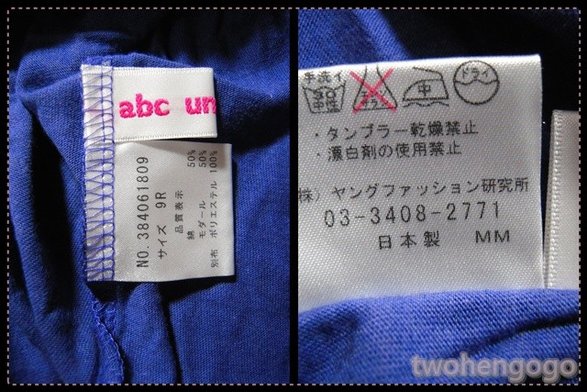 abc un
NO. 384061809
サイズ 9R
品質表示
綿 50%
モダール 50%
別布 ポリエステル 100%
手洗イ
中性
中
ドライ
・タンブラー乾燥禁止
・漂白剤の使用禁止
株) ヤングファッション研究所
03-3408-2771
日本製 MM
twohengogo